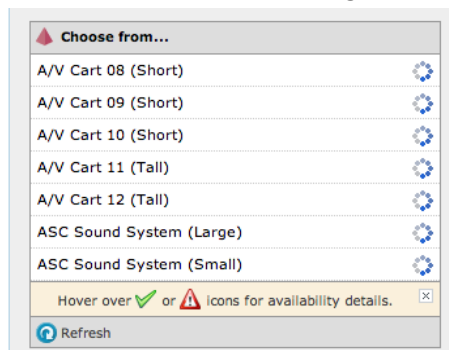 Choose from...
A/V Cart 08 (Short)
A/V Cart 09 (Short)
A/V Cart 10 (Short)
A/V Cart 11 (Tall)
A/V Cart 12 (Tall)
ASC Sound System (Large)
ASC Sound System (Small)
Hover over or icons for availability details.
Refresh